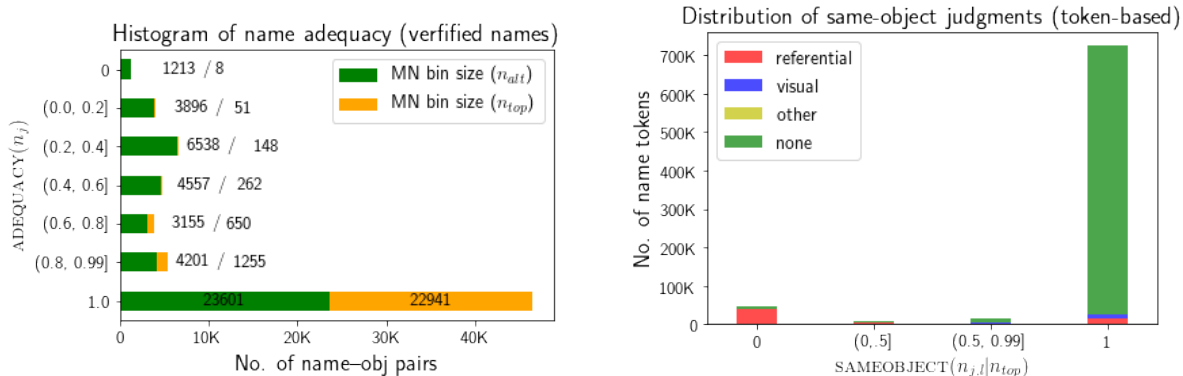 Histogram of name adequacy (verfified names)
MN bin size (n_alt)
MN bin size (n_top)
ADEQUACY(n_j)
0
1213 / 8
(0.0, 0.2]
3896 / 51
(0.2, 0.4]
6538 / 148
(0.4, 0.6]
4557 / 262
(0.6, 0.8]
3155 / 650
(0.8, 0.99]
4201 / 1255
1.0
23601 22941
0 10K 20K 30K 40K
No. of name–obj pairs
Distribution of same-object judgments (token-based)
referential
visual
other
none
No. of name tokens
700K
600K
500K
400K
300K
200K
100K
0
0 (0,.5] (0.5, 0.99] 1
SAMEOBJECT(n_j,l|n_top)